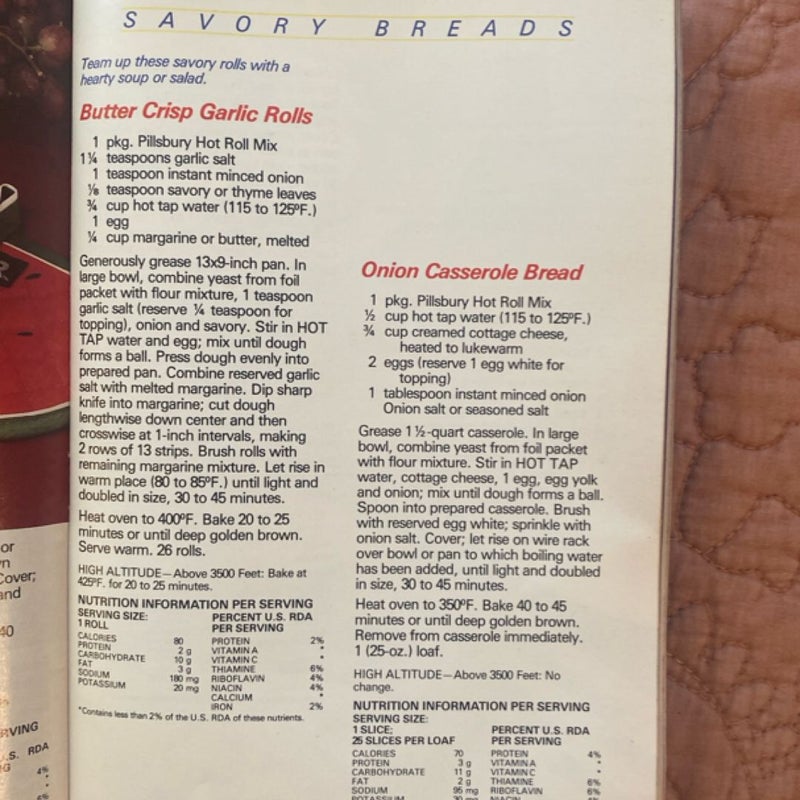 SAVORY BREADS
Team up these savory rolls with a
hearty soup or salad.
Butter Crisp Garlic Rolls
1 pkg. Pillsbury Hot Roll Mix
1¼ teaspoons garlic salt
1 teaspoon instant minced onion
⅛ teaspoon savory or thyme leaves
¾ cup hot tap water (115 to 125ºF.)
1 egg
¼ cup margarine or butter, melted
Generously grease 13x9-inch pan. In
large bowl, combine yeast from foil
packet with flour mixture, 1 teaspoon
garlic salt (reserve ¼ teaspoon for
topping), onion and savory. Stir in HOT
TAP water and egg; mix until dough
forms a ball. Press dough evenly into
prepared pan. Combine reserved garlic
salt with melted margarine. Dip sharp
knife into margarine; cut dough
lengthwise down center and then
crosswise at 1-inch intervals, making
2 rows of 13 strips. Brush rolls with
remaining margarine mixture. Let rise in
warm place (80 to 85ºF.) until light and
doubled in size, 30 to 45 minutes.
Heat oven to 400ºF. Bake 20 to 25
minutes or until deep golden brown.
Serve warm. 26 rolls.
HIGH ALTITUDE—Above 3500 Feet: Bake at
425ºF. for 20 to 25 minutes.
NUTRITION INFORMATION PER SERVING
SERVING SIZE: PERCENT U.S. RDA
1 ROLL PER SERVING
CALORIES 80 PROTEIN 2%
PROTEIN 2 g VITAMIN A *
CARBOHYDRATE 10 g VITAMIN C *
FAT 3 g THIAMINE 6%
SODIUM 180 mg RIBOFLAVIN 4%
POTASSIUM 20 mg NIACIN 4%
CALCIUM *
IRON 2%
*Contains less than 2% of the U.S. RDA of these nutrients.
Onion Casserole Bread
1 pkg. Pillsbury Hot Roll Mix
½ cup hot tap water (115 to 125ºF.)
¾ cup creamed cottage cheese,
heated to lukewarm
2 eggs (reserve 1 egg white for
topping)
1 tablespoon instant minced onion
Onion salt or seasoned salt
Grease 1½-quart casserole. In large
bowl, combine yeast from foil packet
with flour mixture. Stir in HOT TAP
water, cottage cheese, 1 egg, egg yolk
and onion; mix until dough forms a ball.
Spoon into prepared casserole. Brush
with reserved egg white; sprinkle with
onion salt. Cover; let rise on wire rack
over bowl or pan to which boiling water
has been added, until light and doubled
in size, 30 to 45 minutes.
Heat oven to 350ºF. Bake 40 to 45
minutes or until deep golden brown.
Remove from casserole immediately.
1 (25-oz.) loaf.
HIGH ALTITUDE—Above 3500 Feet: No
change.
NUTRITION INFORMATION PER SERVING
SERVING SIZE:
1 SLICE; PERCENT U.S. RDA
25 SLICES PER LOAF PER SERVING
CALORIES 70 PROTEIN 4%
PROTEIN 3 g VITAMIN A *
CARBOHYDRATE 11 g VITAMIN C *
FAT 2 g THIAMINE 6%
SODIUM 95 mg RIBOFLAVIN 6%